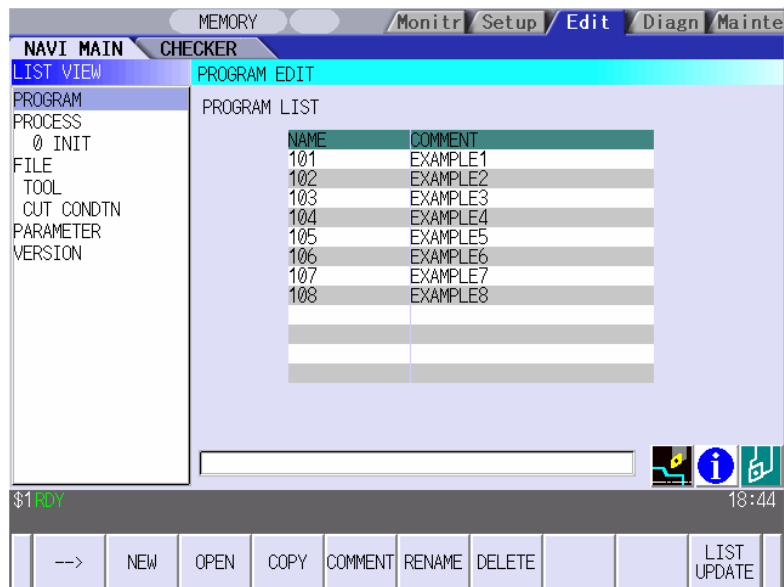 MEMORY Monitr Setup Edit Diagn Mainte
NAVI MAIN CHECKER
LIST VIEW PROGRAM EDIT
PROGRAM
PROCESS
0 INIT
FILE
TOOL
CUT CONDTN
PARAMETER
VERSION
PROGRAM LIST
NAME COMMENT
101 EXAMPLE1
102 EXAMPLE2
103 EXAMPLE3
104 EXAMPLE4
105 EXAMPLE5
106 EXAMPLE6
107 EXAMPLE7
108 EXAMPLE8
i
$1 RDY 18:44
--> NEW OPEN COPY COMMENT RENAME DELETE LIST UPDATE